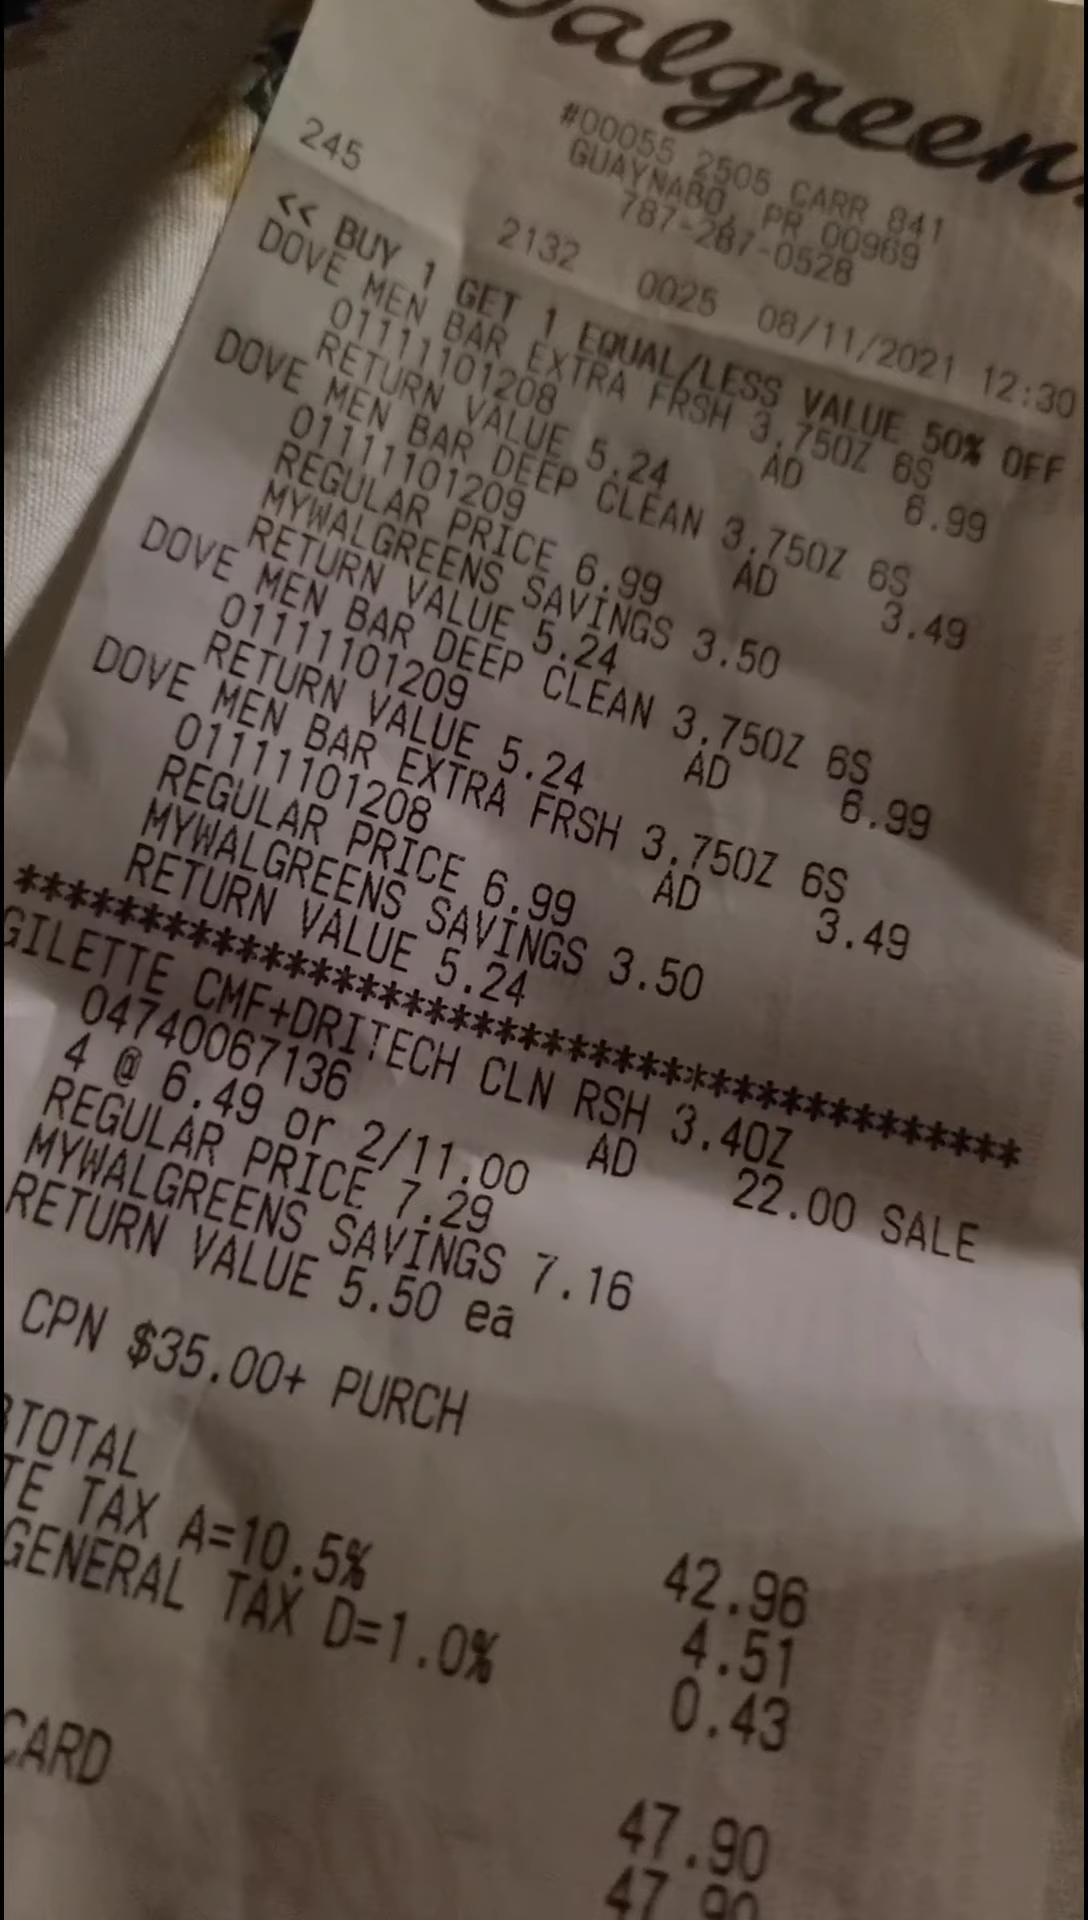 Walgreens
#00055 2505 CARR 841
GUAYNABO, PR 00969
787-287-0528
245 2132 0025 08/11/2021 12:30
<< BUY 1 GET 1 EQUAL/LESS VALUE 50% OFF
DOVE MEN BAR EXTRA FRSH 3.75OZ 6S
01111101208 AD 6.99
RETURN VALUE 5.24
DOVE MEN BAR DEEP CLEAN 3.75OZ 6S
01111101209 AD 3.49
REGULAR PRICE 6.99
MYWALGREENS SAVINGS 3.50
RETURN VALUE 5.24
DOVE MEN BAR DEEP CLEAN 3.75OZ 6S
01111101209 AD 6.99
RETURN VALUE 5.24
DOVE MEN BAR EXTRA FRSH 3.75OZ 6S
01111101208 AD 3.49
REGULAR PRICE 6.99
MYWALGREENS SAVINGS 3.50
RETURN VALUE 5.24
******************************************
GILETTE CMF+DRITECH CLN RSH 3.4OZ
04740067136 AD 22.00 SALE
4 @ 6.49 or 2/11.00
REGULAR PRICE 7.29
MYWALGREENS SAVINGS 7.16
RETURN VALUE 5.50 ea
CPN $35.00+ PURCH
BTOTAL 42.96
TE TAX A=10.5% 4.51
GENERAL TAX D=1.0% 0.43
47.90
CARD 47.90